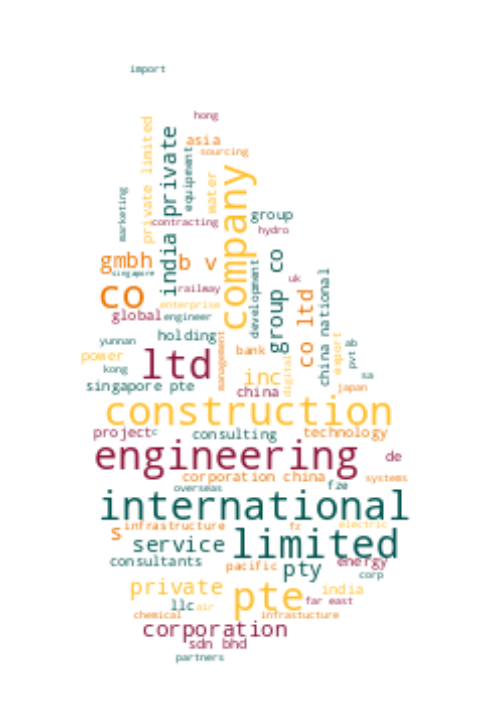 import
hong
asia
sourcing
private limited
india private
equipment
marketing
mater
company
contracting
group
hydro
gmbh
b v
singapore
development
group co
uk
railway
co
co ltd
china national
enterprise
global
engineer
yunnan
holding
management
export
pvt
bank
power
kong
ltd
digital
singapore pte
inc
china
sa
japan
construction
project
c
consulting
technology
engineering
de
corporation china
systems
overseas
fze
international
s
infrastructure
fz
electric
service
limited
consultants
pacific
pty
energy
corp
private
pte
india
llc
air
far east
chemical
infrastucture
corporation
sdn bhd
partners